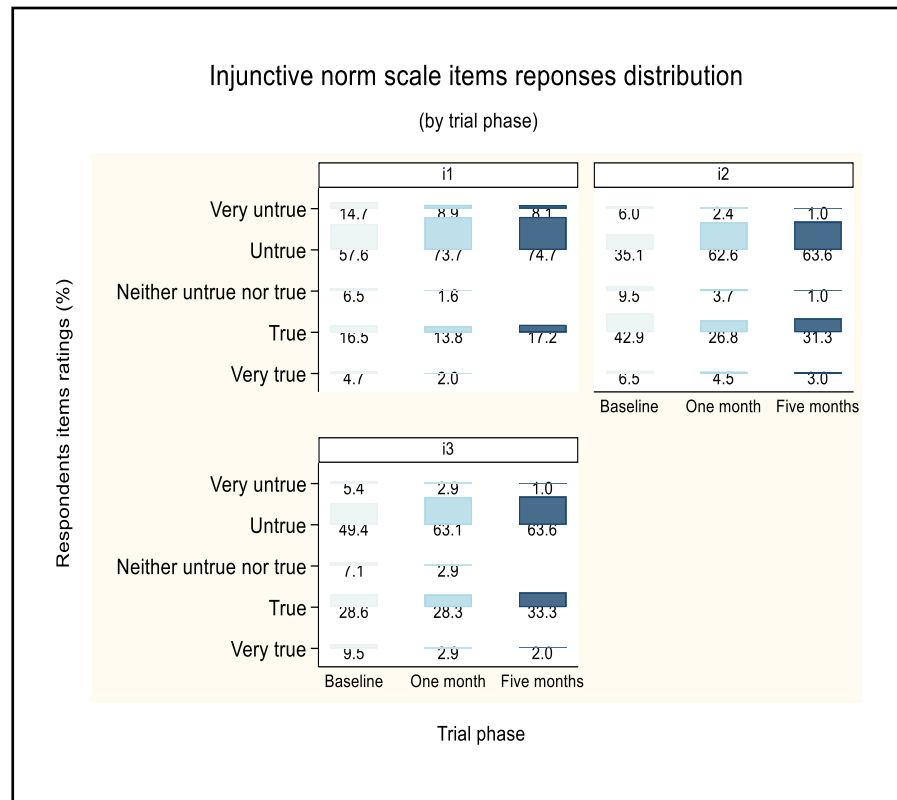 Injunctive norm scale items reponses distribution
(by trial phase)
Respondents items ratings (%)
i1
Very untrue 14.7 8.9 8.1
Untrue 57.6 73.7 74.7
Neither untrue nor true 6.5 1.6
True 16.5 13.8 17.2
Very true 4.7 2.0
i2
6.0 2.4 1.0
35.1 62.6 63.6
9.5 3.7 1.0
42.9 26.8 31.3
6.5 4.5 3.0
Baseline One month Five months
i3
Very untrue 5.4 2.9 1.0
Untrue 49.4 63.1 63.6
Neither untrue nor true 7.1 2.9
True 28.6 28.3 33.3
Very true 9.5 2.9 2.0
Baseline One month Five months
Trial phase